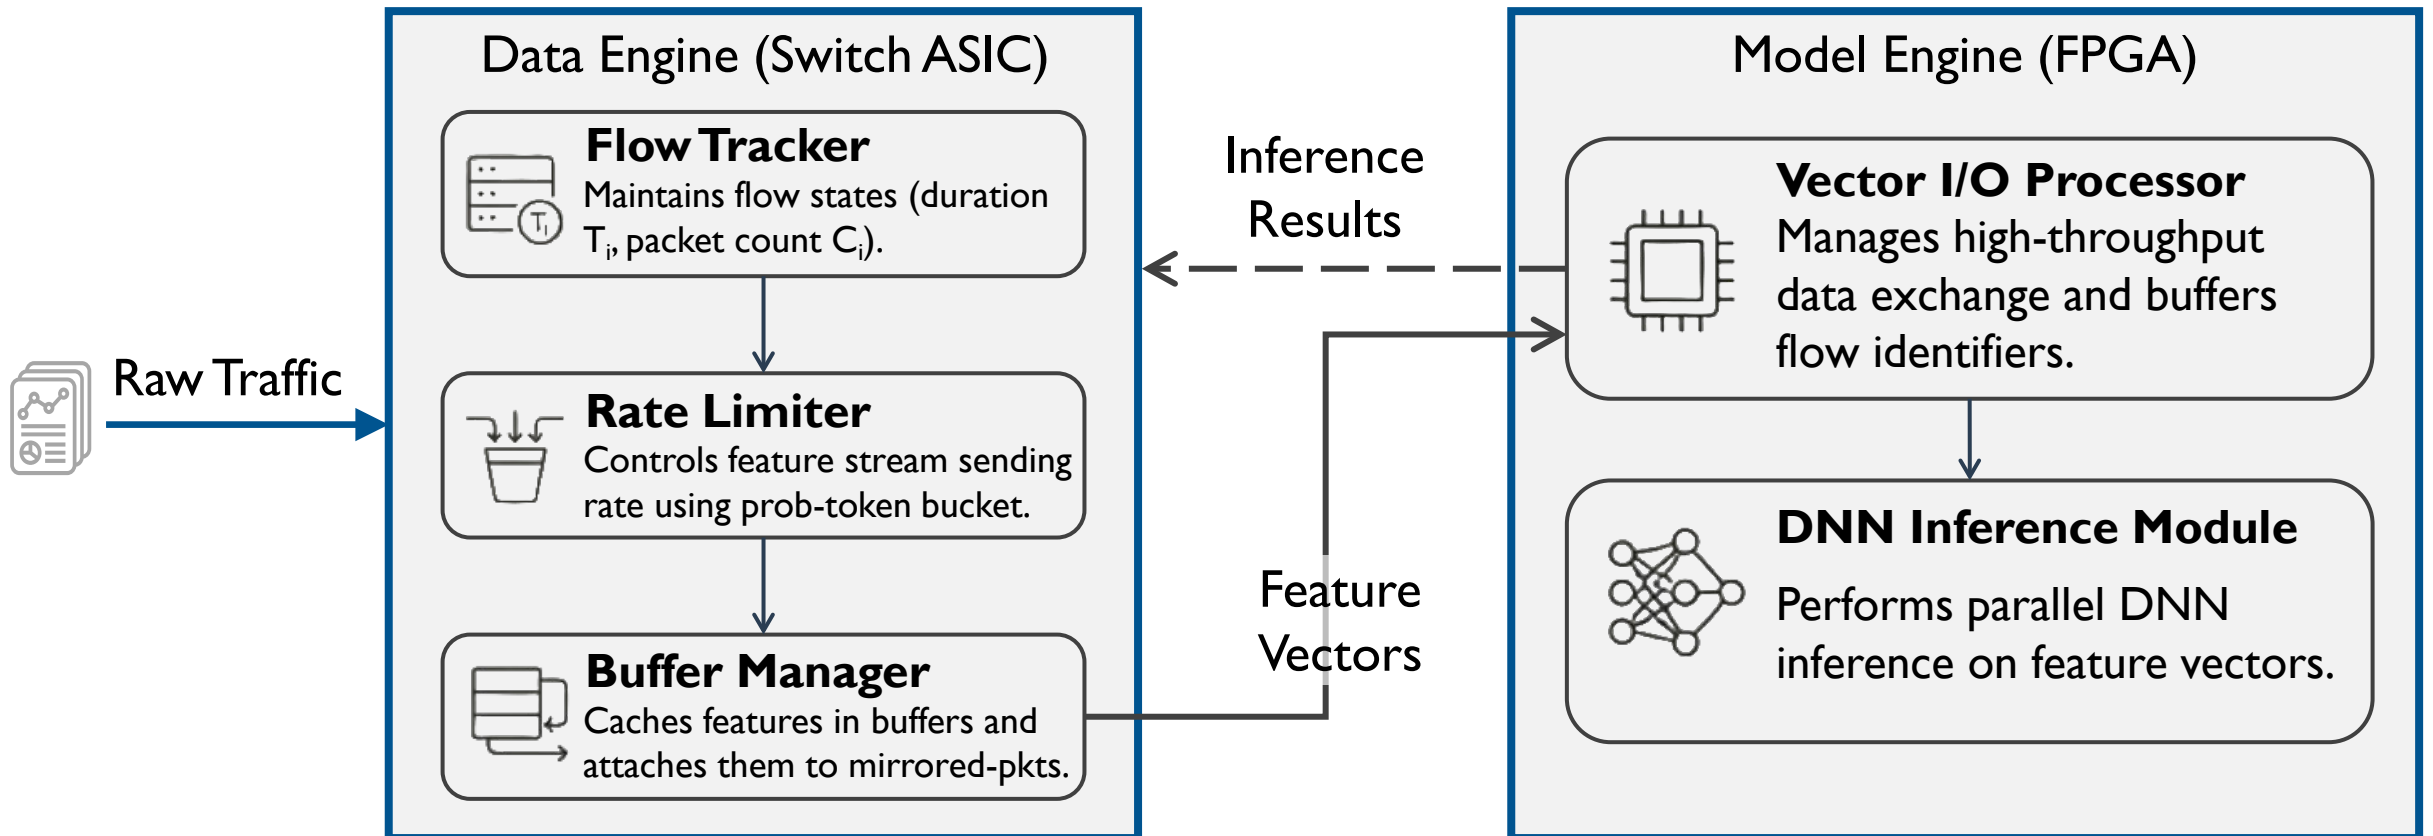 Data Engine (Switch ASIC)
Flow Tracker
Maintains flow states (duration
Tᵢ, packet count Cᵢ).
Raw Traffic
Rate Limiter
Controls feature stream sending
rate using prob-token bucket.
Buffer Manager
Caches features in buffers and
attaches them to mirrored-pkts.
Inference
Results
Feature
Vectors
Model Engine (FPGA)
Vector I/O Processor
Manages high-throughput
data exchange and buffers
flow identifiers.
DNN Inference Module
Performs parallel DNN
inference on feature vectors.